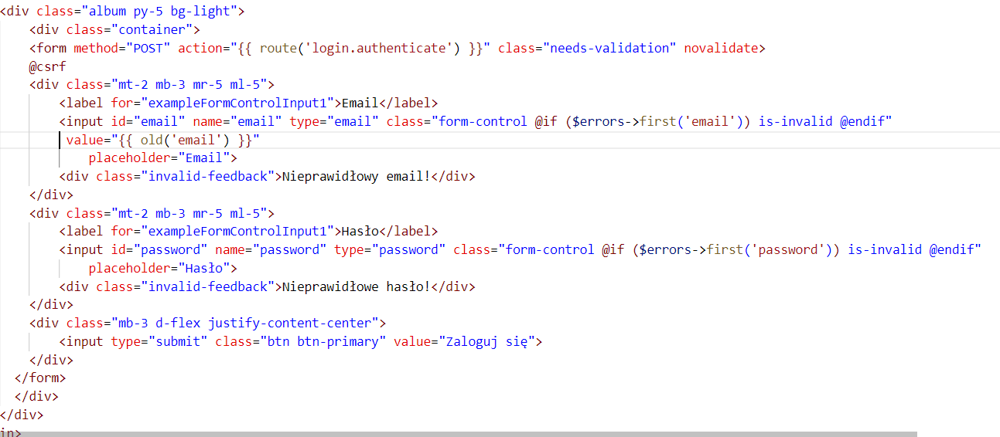 <div class="album py-5 bg-light">
<div class="container">
<form method="POST" action="{{ route('login.authenticate') }}" class="needs-validation" novalidate>
@csrf
<div class="mt-2 mb-3 mr-5 ml-5">
<label for="exampleFormControlInput1">Email</label>
<input id="email" name="email" type="email" class="form-control @if ($errors->first('email')) is-invalid @endif"
value="{{ old('email') }}"
placeholder="Email">
<div class="invalid-feedback">Nieprawidłowy email!</div>
</div>
<div class="mt-2 mb-3 mr-5 ml-5">
<label for="exampleFormControlInput1">Hasło</label>
<input id="password" name="password" type="password" class="form-control @if ($errors->first('password')) is-invalid @endif"
placeholder="Hasło">
<div class="invalid-feedback">Nieprawidłowe hasło!</div>
</div>
<div class="mb-3 d-flex justify-content-center">
<input type="submit" class="btn btn-primary" value="Zaloguj się">
</div>
</form>
</div>
</div>
in>